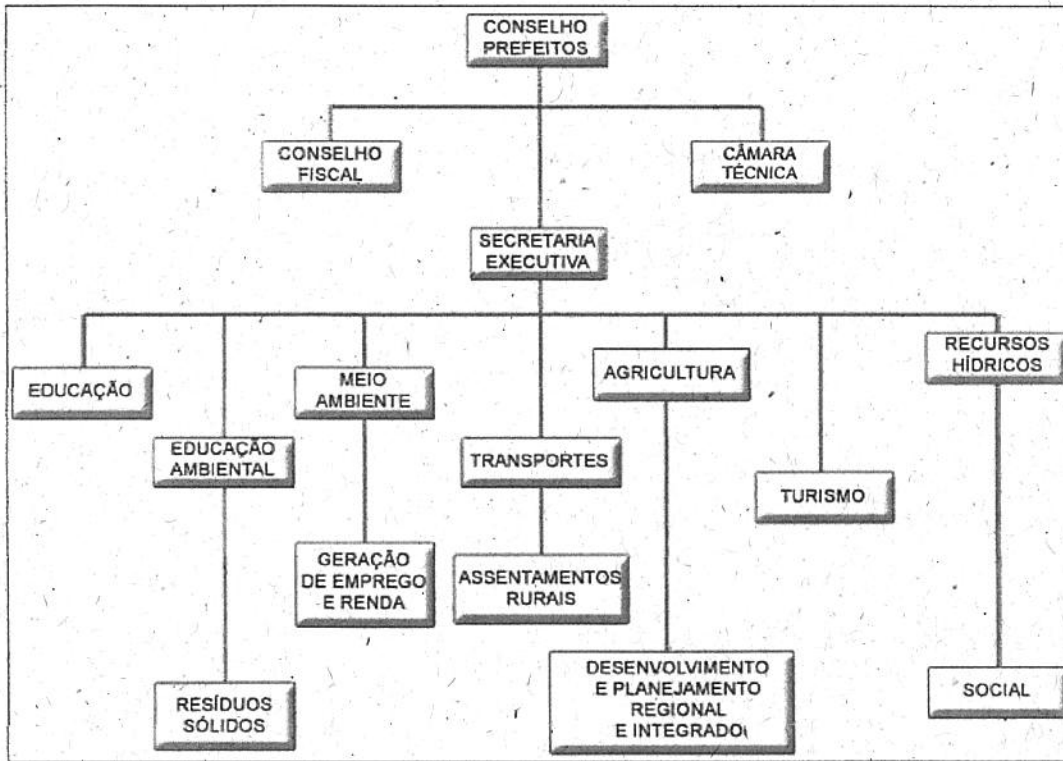 CONSELHO
PREFEITOS
CONSELHO
FISCAL
CÂMARA
TÉCNICA
SECRETARIA
EXECUTIVA
EDUCAÇÃO
MEIO
AMBIENTE
AGRICULTURA
RECURSOS
HÍDRICOS
EDUCAÇÃO
AMBIENTAL
TRANSPORTES
TURISMO
GERAÇÃO
DE EMPREGO
E RENDA
ASSENTAMENTOS
RURAIS
RESÍDUOS
SÓLIDOS
DESENVOLVIMENTO
E PLANEJAMENTO
REGIONAL
E INTEGRADO
SOCIAL